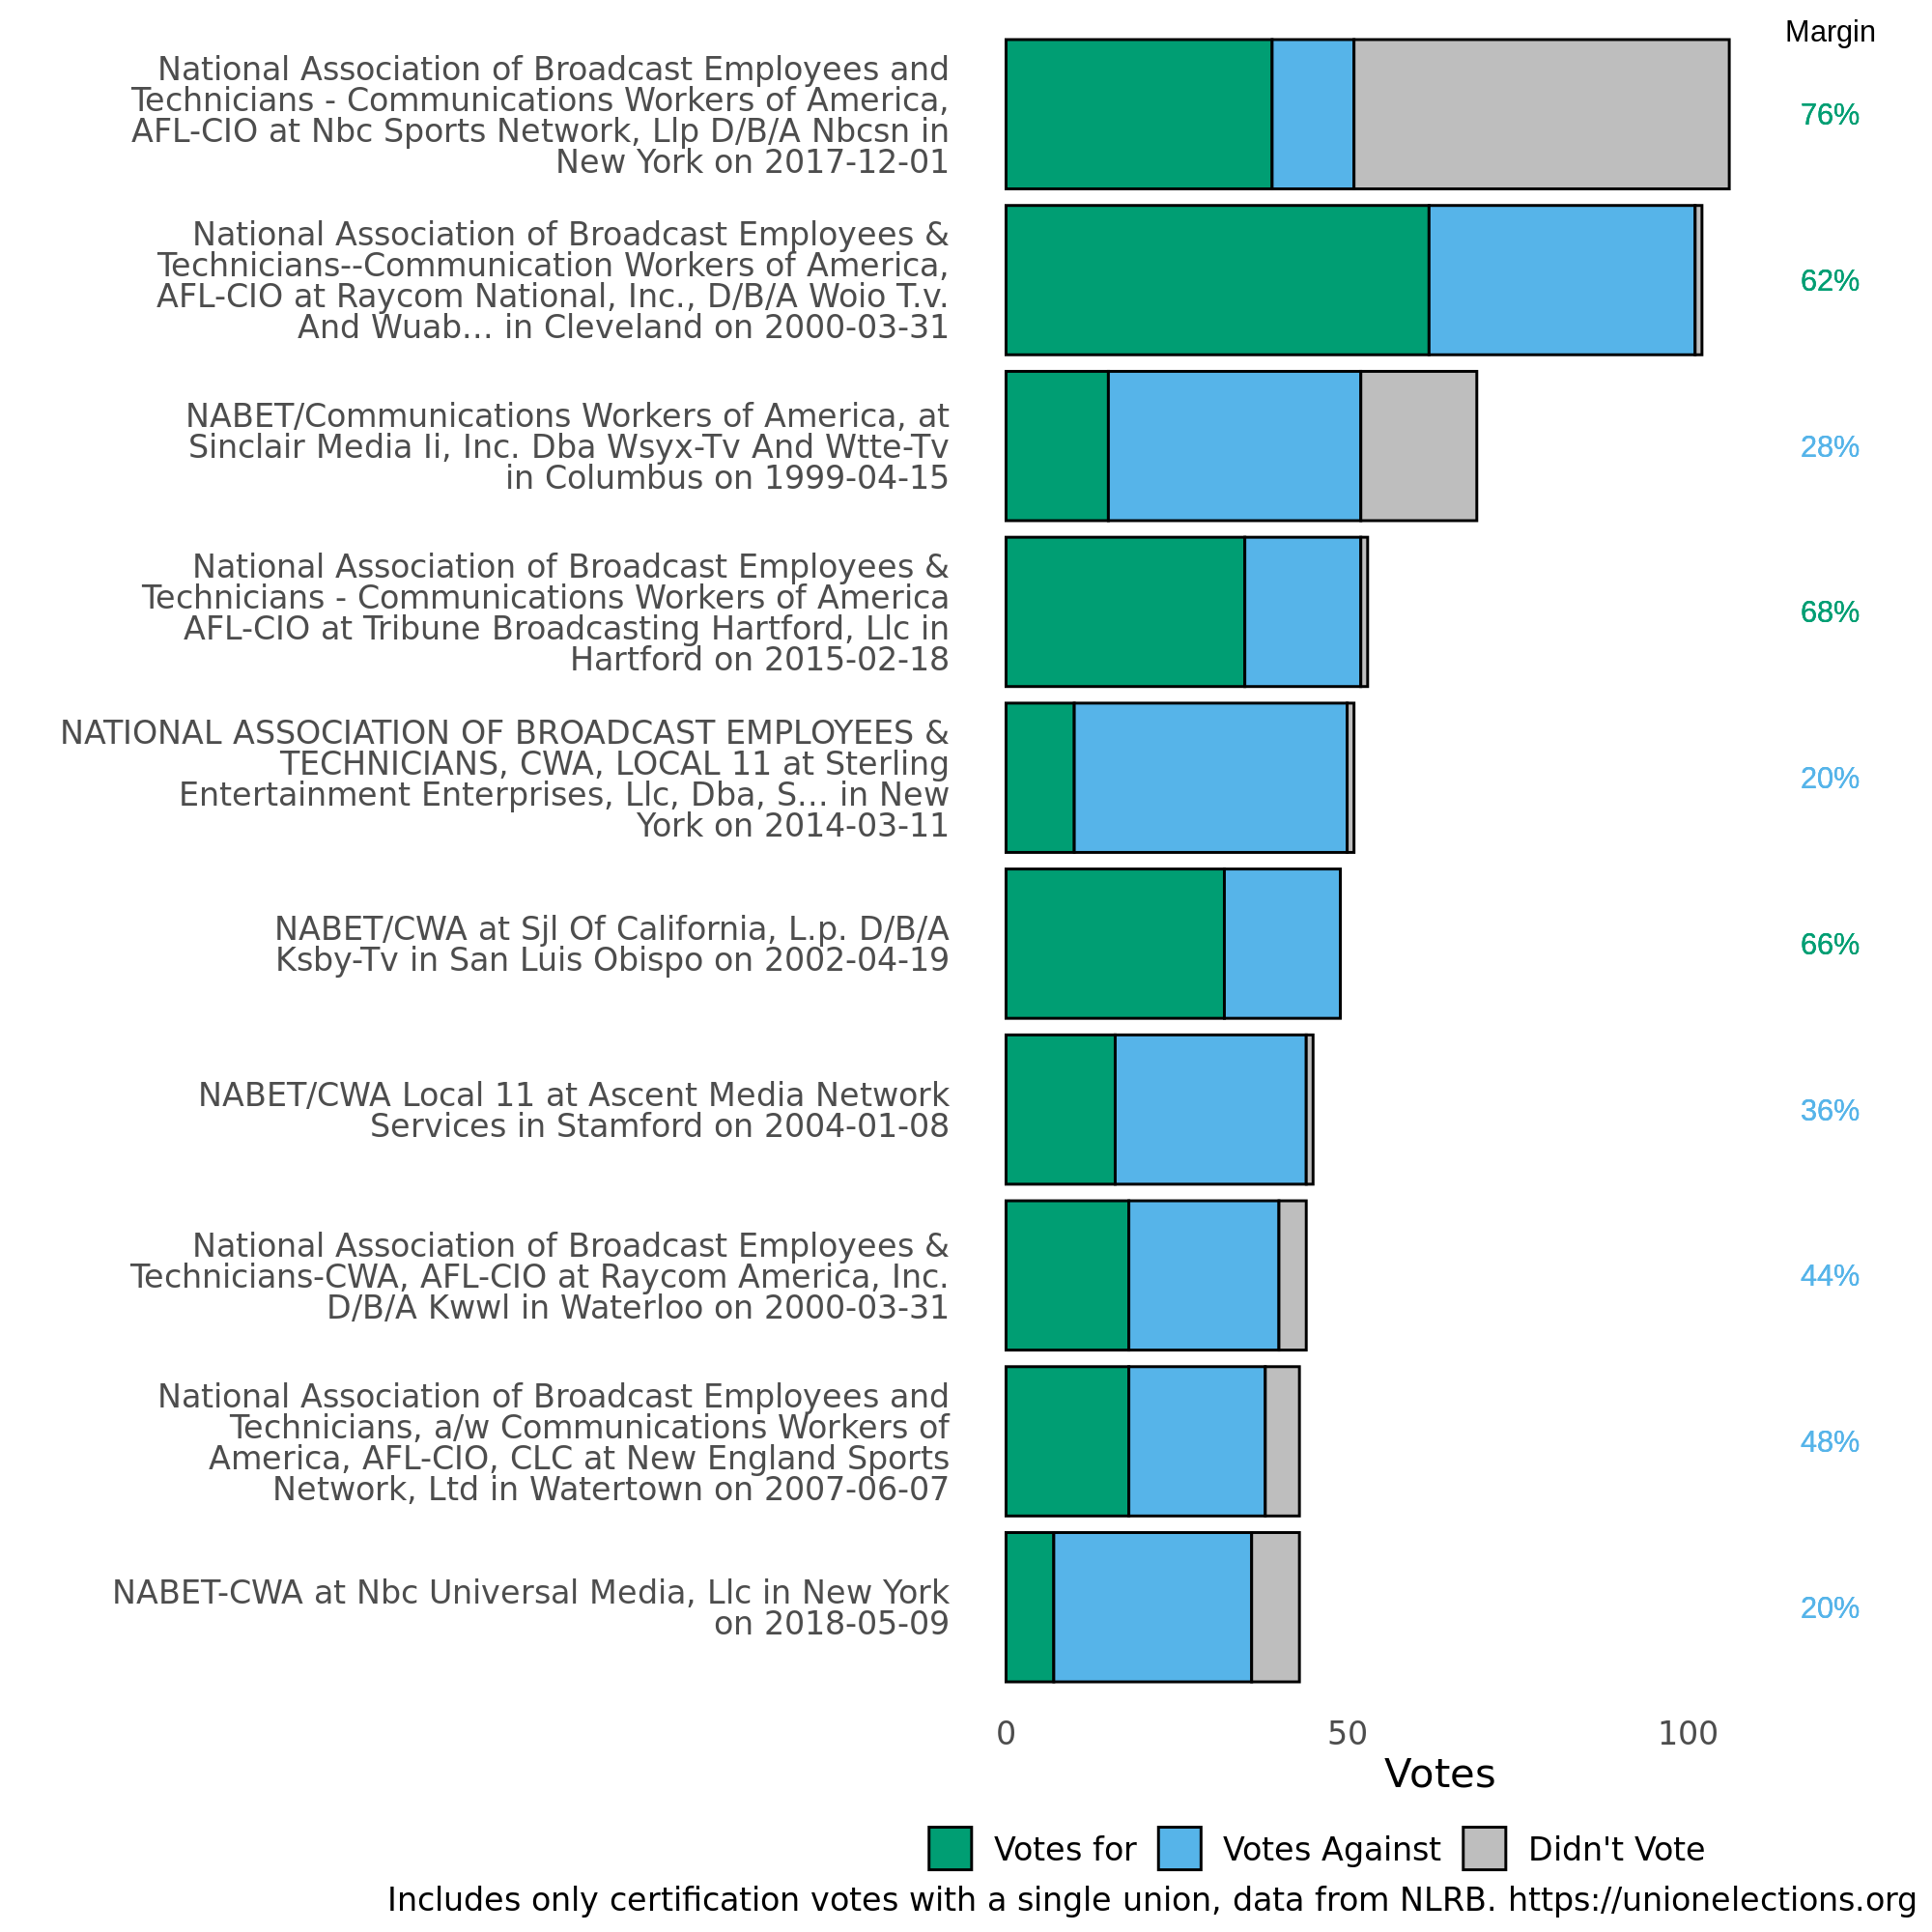 Margin
National Association of Broadcast Employees and
Technicians - Communications Workers of America,
AFL-CIO at Nbc Sports Network, Llp D/B/A Nbcsn in
New York on 2017-12-01
76%
National Association of Broadcast Employees &
Technicians--Communication Workers of America,
AFL-CIO at Raycom National, Inc., D/B/A Woio T.v.
And Wuab... in Cleveland on 2000-03-31
62%
NABET/Communications Workers of America, at
Sinclair Media Ii, Inc. Dba Wsyx-Tv And Wtte-Tv
in Columbus on 1999-04-15
28%
National Association of Broadcast Employees &
Technicians - Communications Workers of America
AFL-CIO at Tribune Broadcasting Hartford, Llc in
Hartford on 2015-02-18
68%
NATIONAL ASSOCIATION OF BROADCAST EMPLOYEES &
TECHNICIANS, CWA, LOCAL 11 at Sterling
Entertainment Enterprises, Llc, Dba, S... in New
York on 2014-03-11
20%
NABET/CWA at Sjl Of California, L.p. D/B/A
Ksby-Tv in San Luis Obispo on 2002-04-19
66%
NABET/CWA Local 11 at Ascent Media Network
Services in Stamford on 2004-01-08
36%
National Association of Broadcast Employees &
Technicians-CWA, AFL-CIO at Raycom America, Inc.
D/B/A Kwwl in Waterloo on 2000-03-31
44%
National Association of Broadcast Employees and
Technicians, a/w Communications Workers of
America, AFL-CIO, CLC at New England Sports
Network, Ltd in Watertown on 2007-06-07
48%
NABET-CWA at Nbc Universal Media, Llc in New York
on 2018-05-09
20%
0 50 100
Votes
Votes for Votes Against Didn't Vote
Includes only certification votes with a single union, data from NLRB. https://unionelections.org